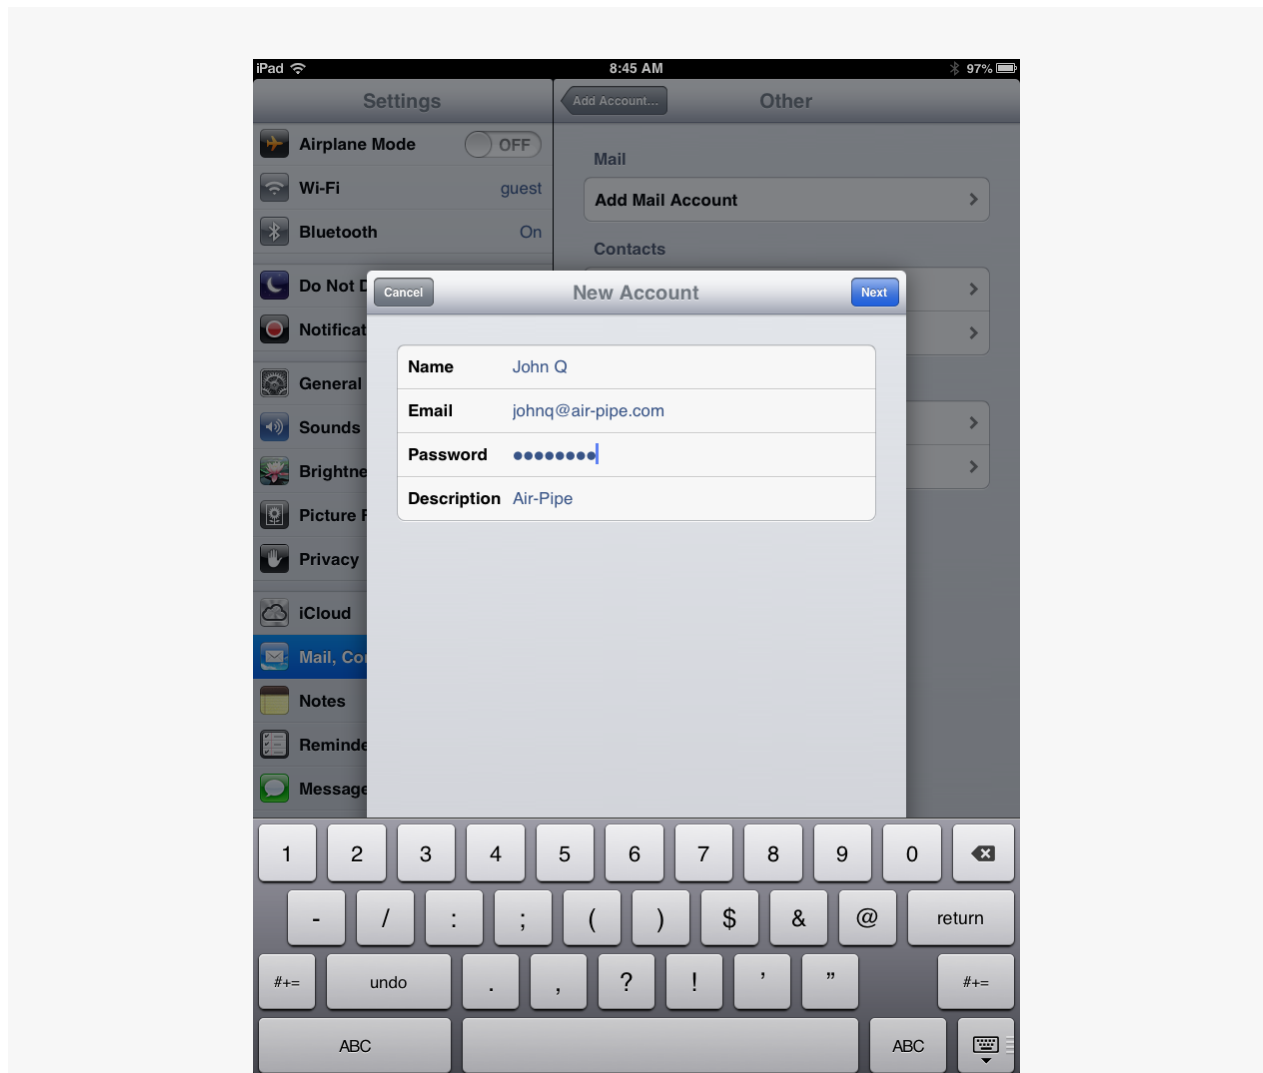 iPad 8:45 AM 97%
Settings Add Account... Other
Airplane Mode OFF
Mail
Wi-Fi guest
Add Mail Account
Bluetooth On
Contacts
Do Not D
Cancel New Account Next
Notificat
Name John Q
General
Email johnq@air-pipe.com
Sounds
Password ●●●●●●●●
Brightne
Description Air-Pipe
Picture F
Privacy
iCloud
Mail, Co
Notes
Reminde
Message
1 2 3 4 5 6 7 8 9 0
- / : ; ( ) $ & @ return
#+= undo . , ? ! ' ” #+=
ABC ABC